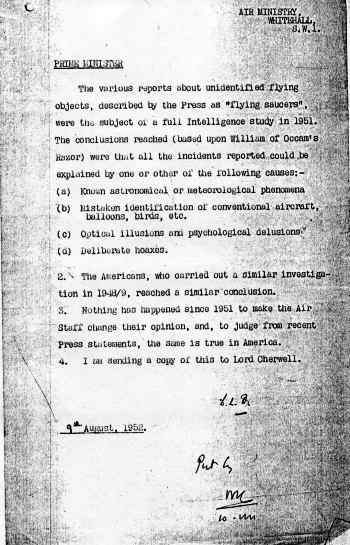 AIR MINISTRY,
WHITEHALL,
S.W.1.
PRIME MINISTER
The various reports about unidentified flying
objects, described by the Press as "flying saucers",
were the subject of a full Intelligence study in 1951.
The conclusions reached (based upon William of Occam's
Razor) were that all the incidents reported could be
explained by one or other of the following causes:-
(a) Known astronomical or meteorological phenomena
(b) Mistaken identification of conventional aircraft,
balloons, birds, etc.
(c) Optical illusions and psychological delusions
(d) Deliberate hoaxes.
2. The Americans, who carried out a similar investiga-
tion in 1948/9, reached a similar conclusion.
3. Nothing has happened since 1951 to make the Air
Staff change their opinion, and, to judge from recent
Press statements, the same is true in America.
4. I am sending a copy of this to Lord Cherwell.
9th August, 1952.
Put by